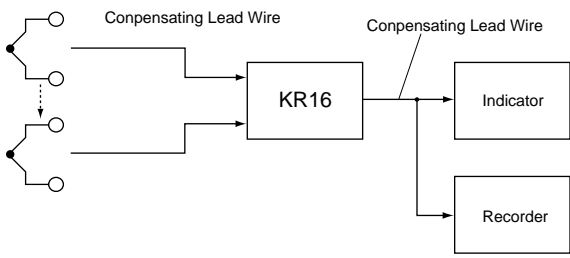 Conpensating Lead Wire
Conpensating Lead Wire
KR16
Indicator
Recorder